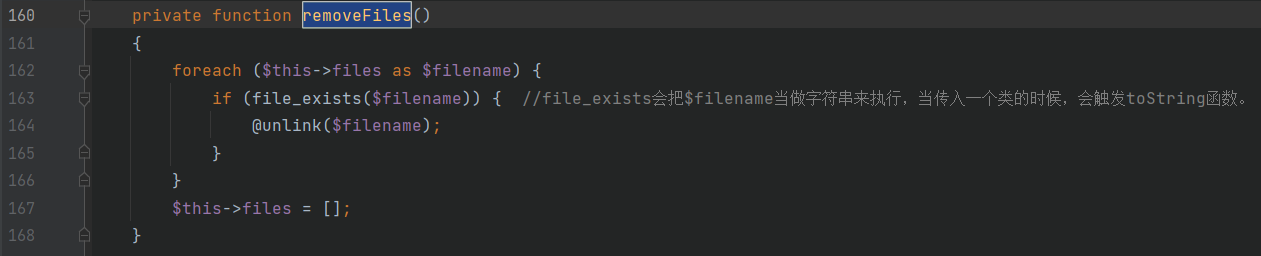 160 private function removeFiles()
161 {
162 foreach ($this->files as $filename) {
163 if (file_exists($filename)) { //file_exists会把$filename当做字符串来执行，当传入一个类的时候，会触发toString函数。
164 @unlink($filename);
165 }
166 }
167 $this->files = [];
168 }